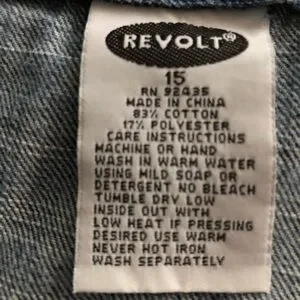 REVOLT®
15
RN 92435
MADE IN CHINA
83% COTTON
17% POLYESTER
CARE INSTRUCTIONS
MACHINE OR HAND
WASH IN WARM WATER
USING MILD SOAP OR
DETERGENT NO BLEACH
TUMBLE DRY LOW
INSIDE OUT WITH
LOW HEAT IF PRESSING
DESIRED USE WARM
NEVER HOT IRON
WASH SEPARATELY